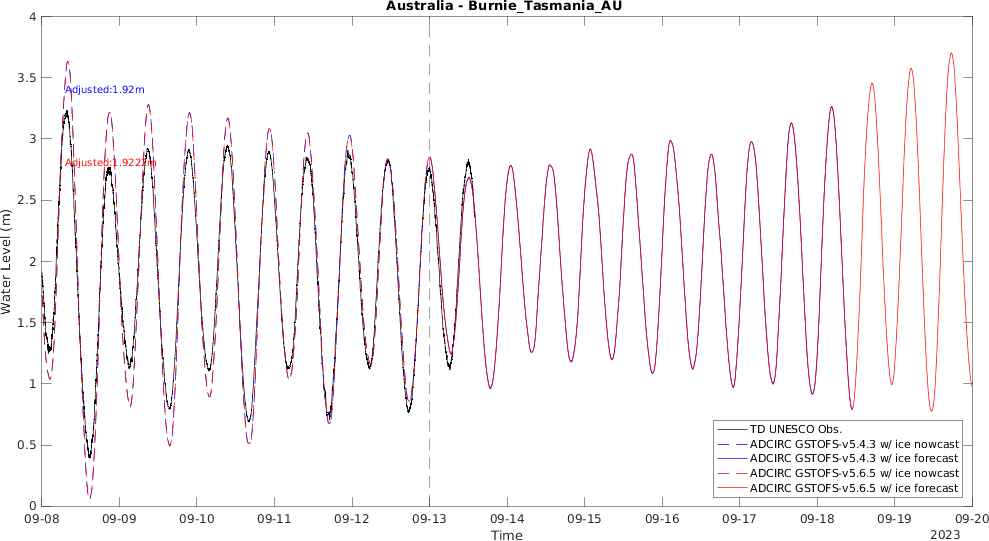 Australia - Burnie_Tasmania_AU
4
3.5
3
2.5
2
1.5
1
0.5
0
Water Level (m)
Adjusted:1.92m
Adjusted:1.9222m
TD UNESCO Obs.
ADCIRC GSTOFS-v5.4.3 w/ ice nowcast
ADCIRC GSTOFS-v5.4.3 w/ ice forecast
ADCIRC GSTOFS-v5.6.5 w/ ice nowcast
ADCIRC GSTOFS-v5.6.5 w/ ice forecast
09-08 09-09 09-10 09-11 09-12 09-13 09-14 09-15 09-16 09-17 09-18 09-19 09-20
Time
2023